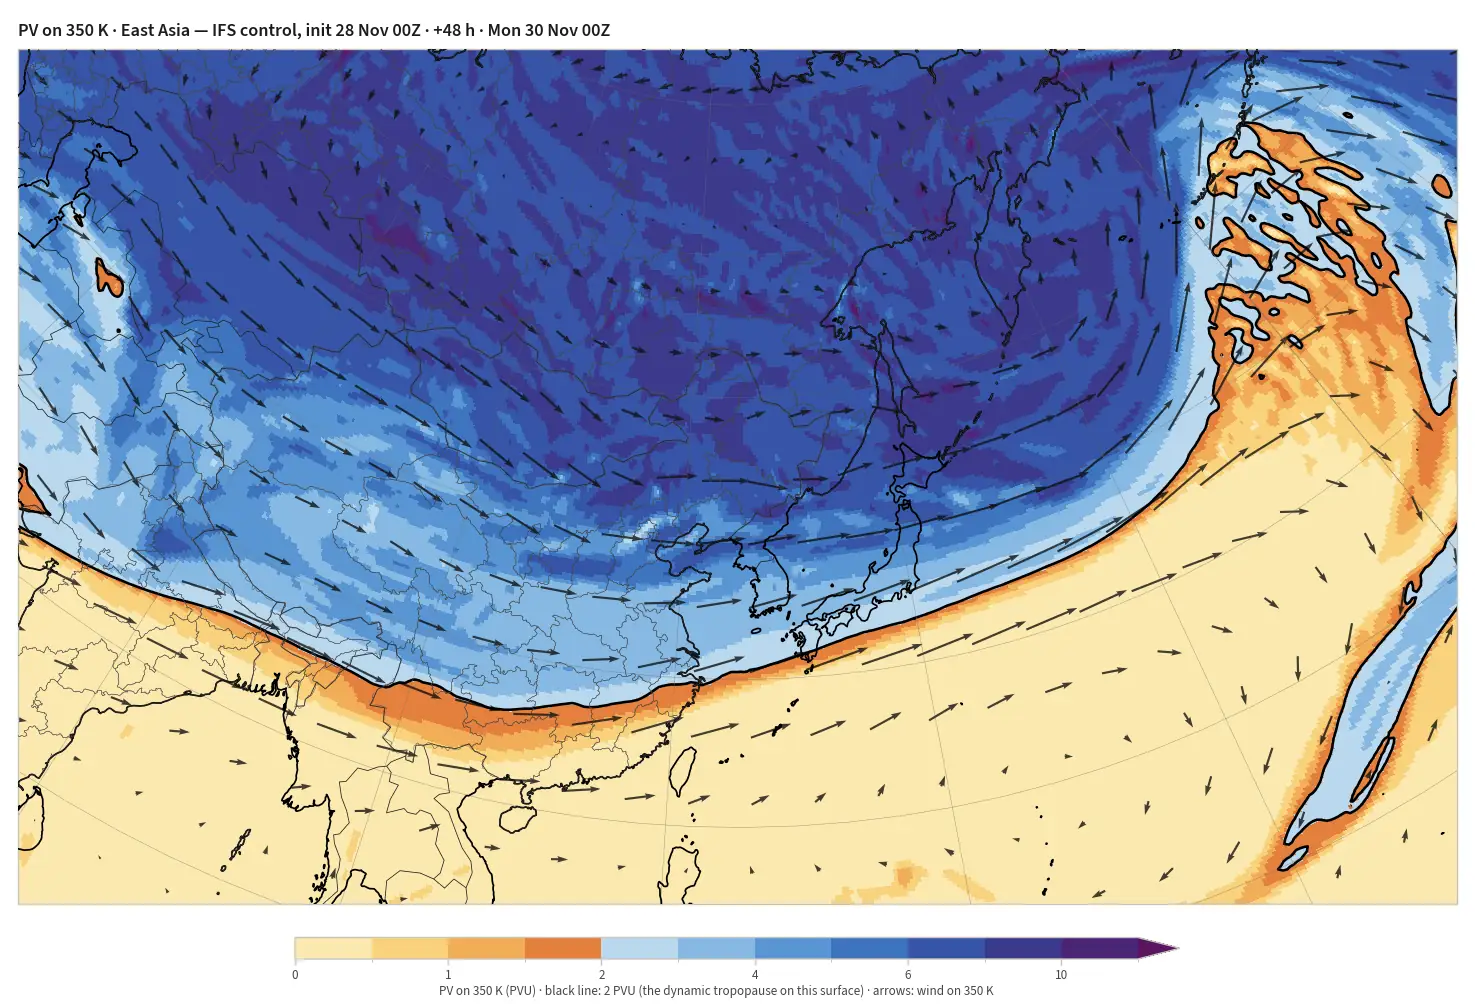 PV on 350 K · East Asia — IFS control, init 28 Nov 00Z · +48 h · Mon 30 Nov 00Z
0 1 2 4 6 10
PV on 350 K (PVU) · black line: 2 PVU (the dynamic tropopause on this surface) · arrows: wind on 350 K